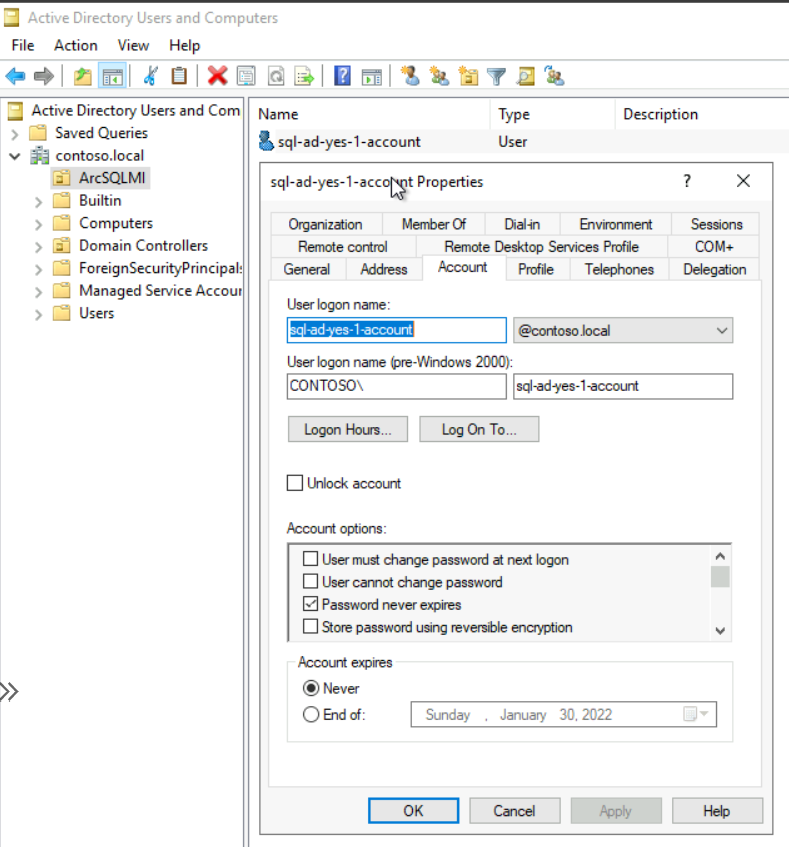 Active Directory Users and Computers
File Action View Help
Active Directory Users and Com
Saved Queries
contoso.local
ArcSQLMI
Builtin
Computers
Domain Controllers
ForeignSecurityPrincipals
Managed Service Accour
Users
Name Type Description
sql-ad-yes-1-account User
sql-ad-yes-1-account Properties ?
Organization Member Of Dial-in Environment Sessions
Remote control Remote Desktop Services Profile COM+
General Address Account Profile Telephones Delegation
User logon name:
sql-ad-yes-1-account @contoso.local
User logon name (pre-Windows 2000):
CONTOSO\ sql-ad-yes-1-account
Logon Hours... Log On To...
Unlock account
Account options:
User must change password at next logon
User cannot change password
Password never expires
Store password using reversible encryption
Account expires
Never
End of: Sunday , January 30, 2022
OK Cancel Apply Help